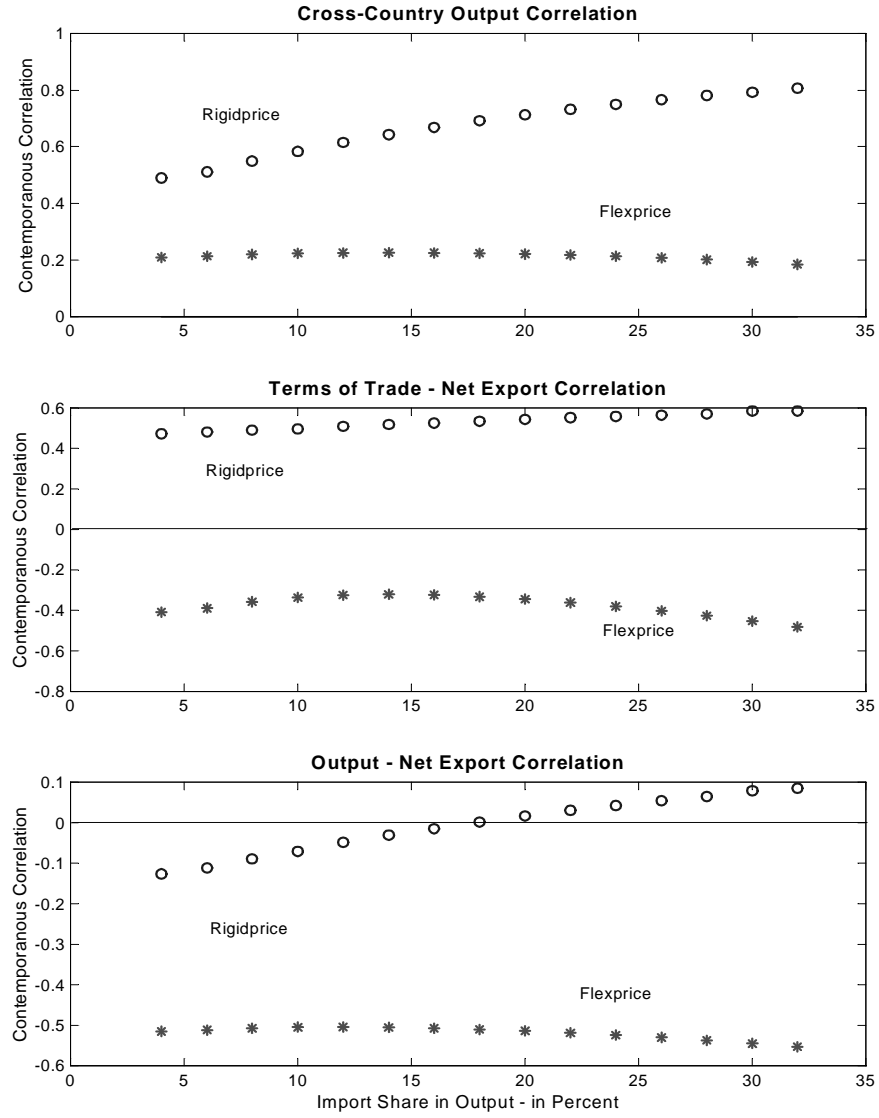 Cross-Country Output Correlation
Contemporanous Correlation
1
0.8
0.6
0.4
0.2
0
Rigidprice
Flexprice
0 5 10 15 20 25 30 35
Terms of Trade - Net Export Correlation
Contemporanous Correlation
0.6
0.4
0.2
0
-0.2
-0.4
-0.6
-0.8
Rigidprice
Flexprice
0 5 10 15 20 25 30 35
Output - Net Export Correlation
Contemporanous Correlation
0.1
0
-0.1
-0.2
-0.3
-0.4
-0.5
-0.6
Rigidprice
Flexprice
0 5 10 15 20 25 30 35
Import Share in Output - in Percent